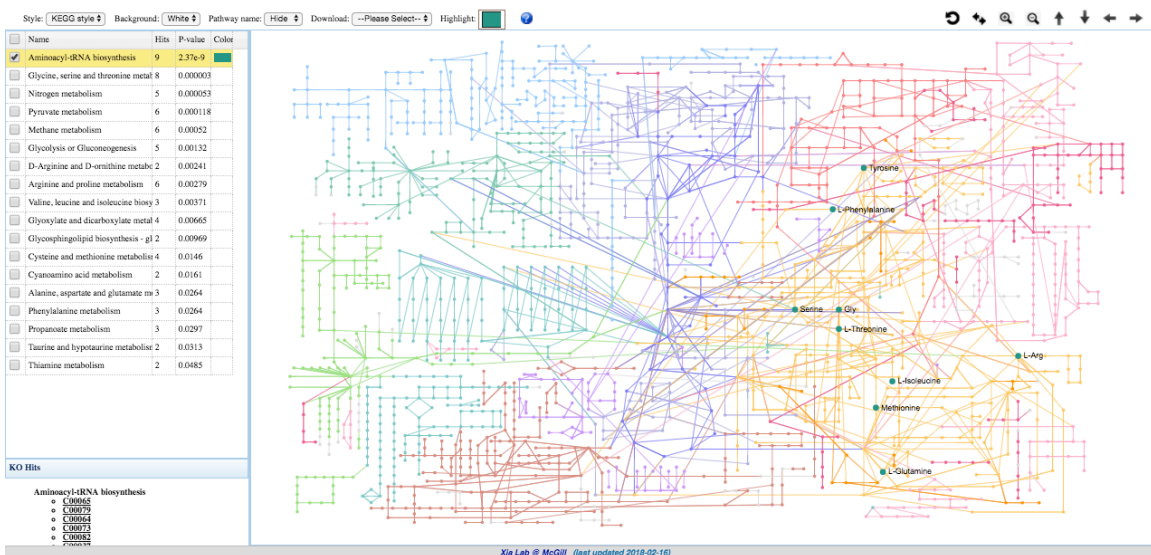 Style: KEGG style Background: White Pathway name: Hide Download: --Please Select-- Highlight:
Name Hits P-value Color
Aminoacyl-tRNA biosynthesis 9 2.37e-9
Glycine, serine and threonine metal 8 0.000003
Nitrogen metabolism 5 0.000053
Pyruvate metabolism 6 0.000118
Methane metabolism 6 0.00052
Glycolysis or Gluconeogenesis 5 0.00132
D-Arginine and D-ornithine metabo 2 0.00241
Arginine and proline metabolism 6 0.00279
Valine, leucine and isoleucine biosy 3 0.00371
Glyoxylate and dicarboxylate metal 4 0.00665
Glycosphingolipid biosynthesis - gl 2 0.00969
Cysteine and methionine metabolis 4 0.0146
Cyanoamino acid metabolism 2 0.0161
Alanine, aspartate and glutamate m 3 0.0264
Phenylalanine metabolism 3 0.0264
Propanoate metabolism 3 0.0297
Taurine and hypotaurine metabolism 2 0.0313
Thiamine metabolism 2 0.0485
Tyrosine
L-Phenylalanine
Serine
Gly
L-Threonine
L-Arg
L-Isoleucine
Methionine
L-Glutamine
KO Hits
Aminoacyl-tRNA biosynthesis
C00065
C00079
C00064
C00073
C00082
Xia Lab @ McGill (last updated 2018-02-16)